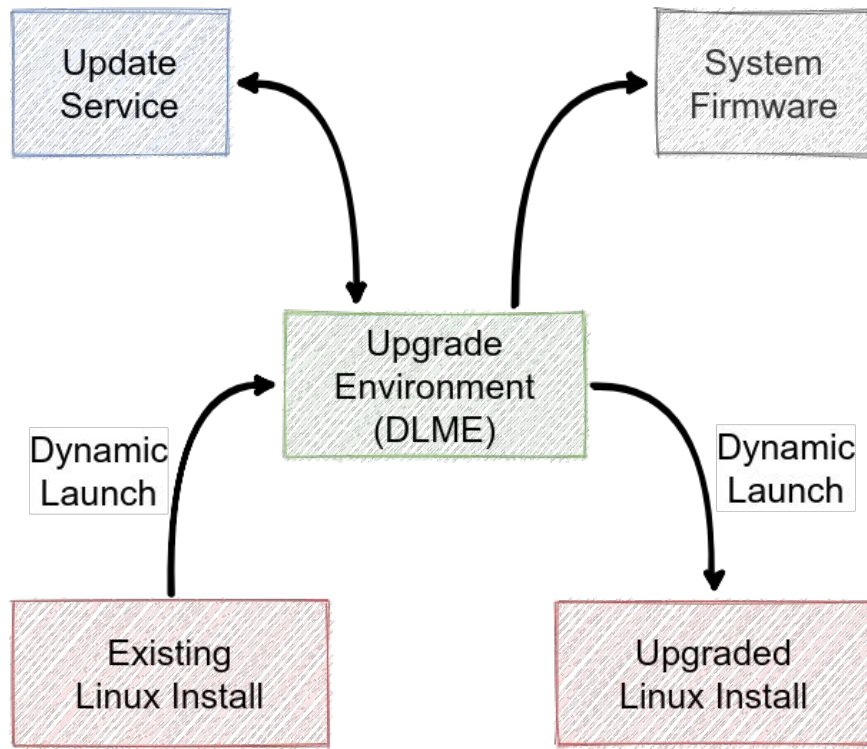 Update
Service
System
Firmware
Upgrade
Environment
(DLME)
Dynamic
Launch
Dynamic
Launch
Existing
Linux Install
Upgraded
Linux Install